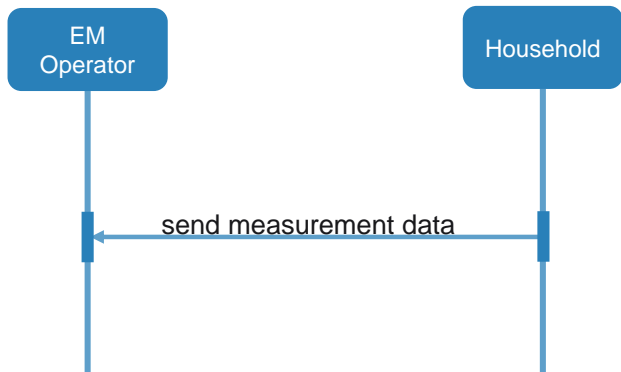 EM
Operator
Household
send measurement data